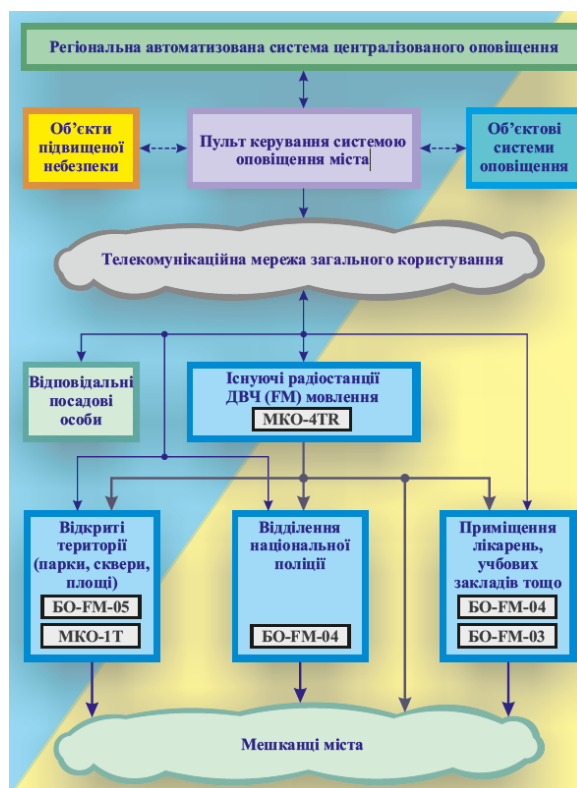 Регіональна автоматизована система централізованого оповіщення
Об’єкти
підвищеної
небезпеки
Пульт керування системою
оповіщення міста
Об’єктові
системи
оповіщення
Телекомунікаційна мережа загального користування
Відповідальні
посадові
особи
Існуючі радіостанції
ДВЧ (FM) мовлення
МКО-4TR
Відкриті
території
(парки, сквери,
площі)
БО-FM-05
МКО-1Т
Відділення
національної
поліції
БО-FM-04
Приміщення
лікарень,
учбових
закладів тощо
БО-FM-04
БО-FM-03
Мешканці міста